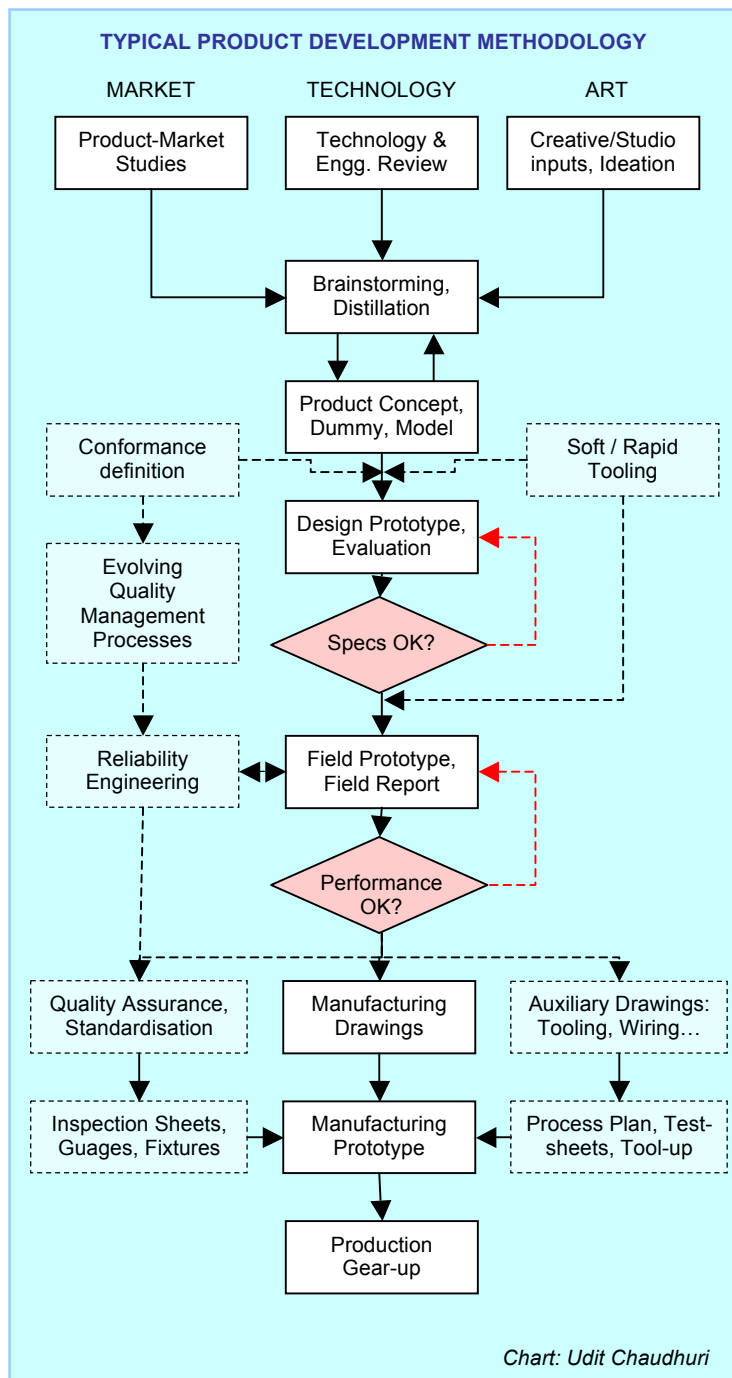 TYPICAL PRODUCT DEVELOPMENT METHODOLOGY
MARKET
TECHNOLOGY
ART
Product-Market
Studies
Technology &
Engg. Review
Creative/Studio
inputs, Ideation
Brainstorming,
Distillation
Product Concept,
Dummy, Model
Conformance
definition
Soft / Rapid
Tooling
Design Prototype,
Evaluation
Evolving
Quality
Management
Processes
Specs OK?
Reliability
Engineering
Field Prototype,
Field Report
Performance
OK?
Quality Assurance,
Standardisation
Manufacturing
Drawings
Auxiliary Drawings:
Tooling, Wiring…
Inspection Sheets,
Guages, Fixtures
Manufacturing
Prototype
Process Plan, Test-
sheets, Tool-up
Production
Gear-up
Chart: Udit Chaudhuri